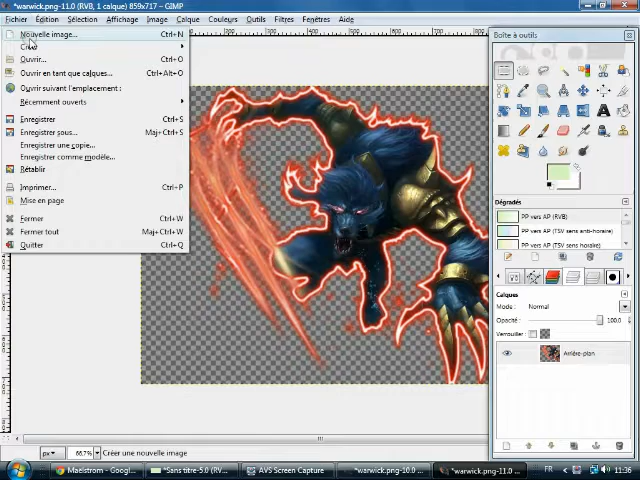 *warwick.png-11.0 (RVB, 1 calque) 859x717 – GIMP
Fichier Édition Sélection Affichage Image Calque Couleurs Outils Filtres Fenêtres Aide
Nouvelle image... Ctrl+N
Créer
Ouvrir... Ctrl+O
Ouvrir en tant que calques... Ctrl+Alt+O
Ouvrir suivant l'emplacement :
Récemment ouverts
Enregistrer Ctrl+S
Enregistrer sous... Maj+Ctrl+S
Enregistrer une copie...
Enregistrer comme modèle...
Rétablir
Imprimer... Ctrl+P
Mise en page
Fermer Ctrl+W
Fermer tout Maj+Ctrl+W
Quitter Ctrl+Q
Boîte à outils
Dégradés
PP vers AP (RVB)
PP vers AP (TSV sens anti-horaire)
PP vers AP (TSV sens horaire)
Calques
Mode : Normal
Opacité : 100.0
Verrouiller :
Arrière-plan
px 66.7% Créer une nouvelle image
Maelstrom - Googl... *Sans titre-5.0 (RV... AVS Screen Capture *warwick.png-10.0 ... *warwick.png-11.0 ... FR 11:36